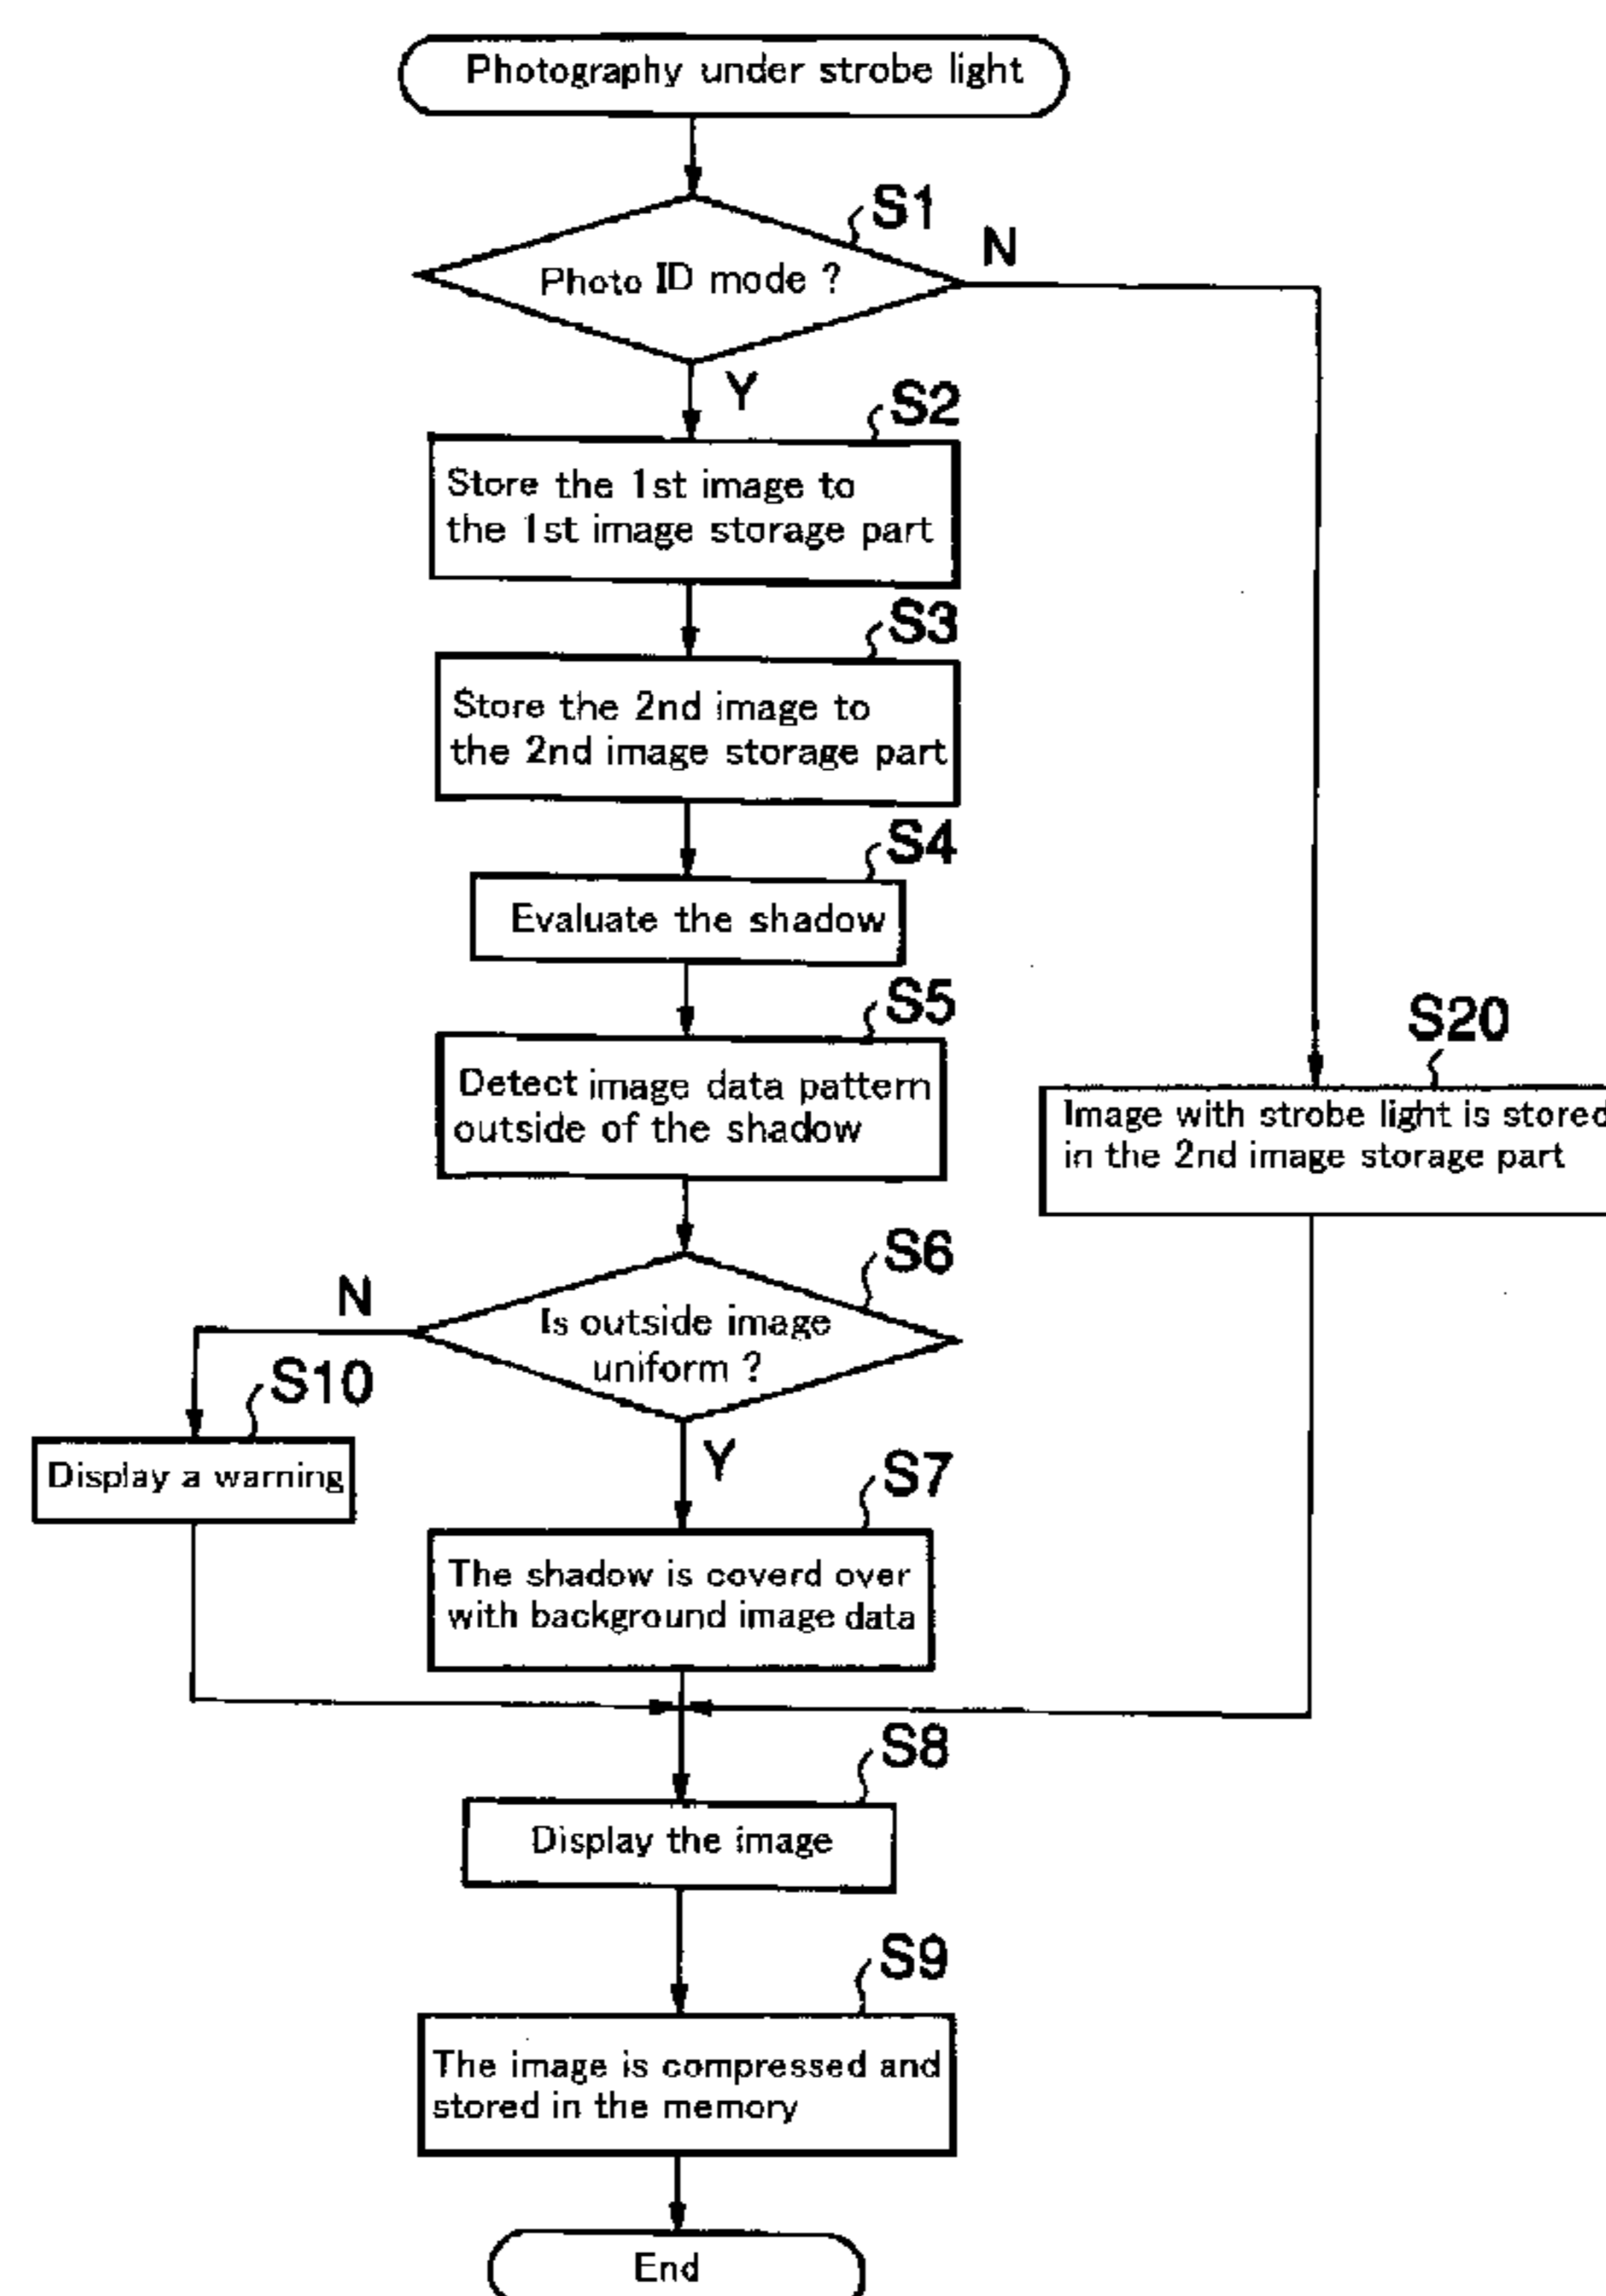 Photography under strobe light
S1
N
Photo ID mode ?
Y
S2
Store the 1st image to
the 1st image storage part
S3
Store the 2nd image to
the 2nd image storage part
S4
Evaluate the shadow
S5
Detect image data pattern
outside of the shadow
S20
Image with strobe light is stored
in the 2nd image storage part
S6
N
Is outside image
uniform ?
S10
Display a warning
Y
S7
The shadow is coverd over
with background image data
S8
Display the image
S9
The image is compressed and
stored in the memory
End